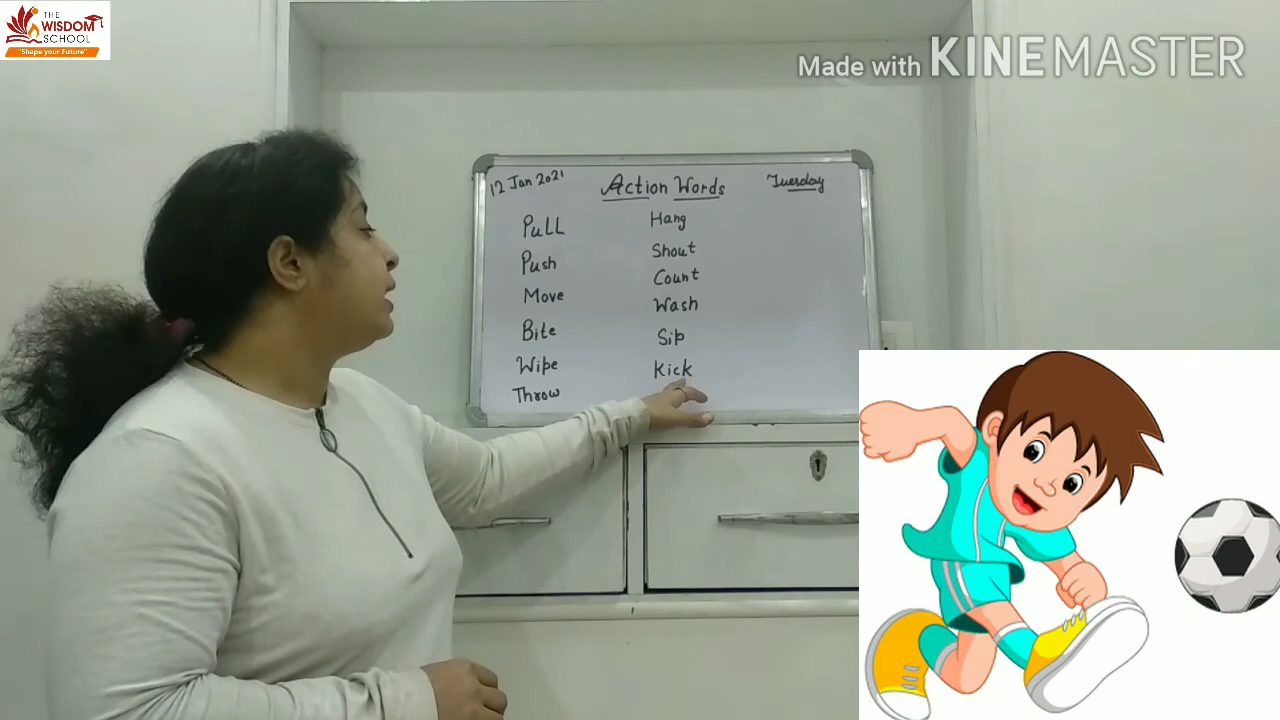 THE
WISDOM
SCHOOL
"Shape your Future"
Made with KINEMASTER
12 Jan 2021 Action Words Tuesday
PULL
Push
Move
Bite
Wipe
Throw
Hang
Shout
Count
Wash
Sip
Kick